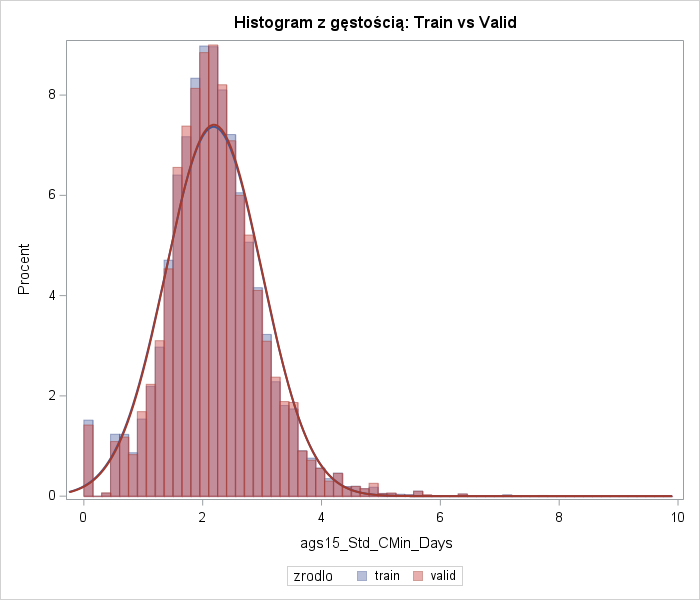 Histogram z gęstością: Train vs Valid
Procent
8
6
4
2
0
0 2 4 6 8 10
ags15_Std_CMin_Days
zrodlo train valid